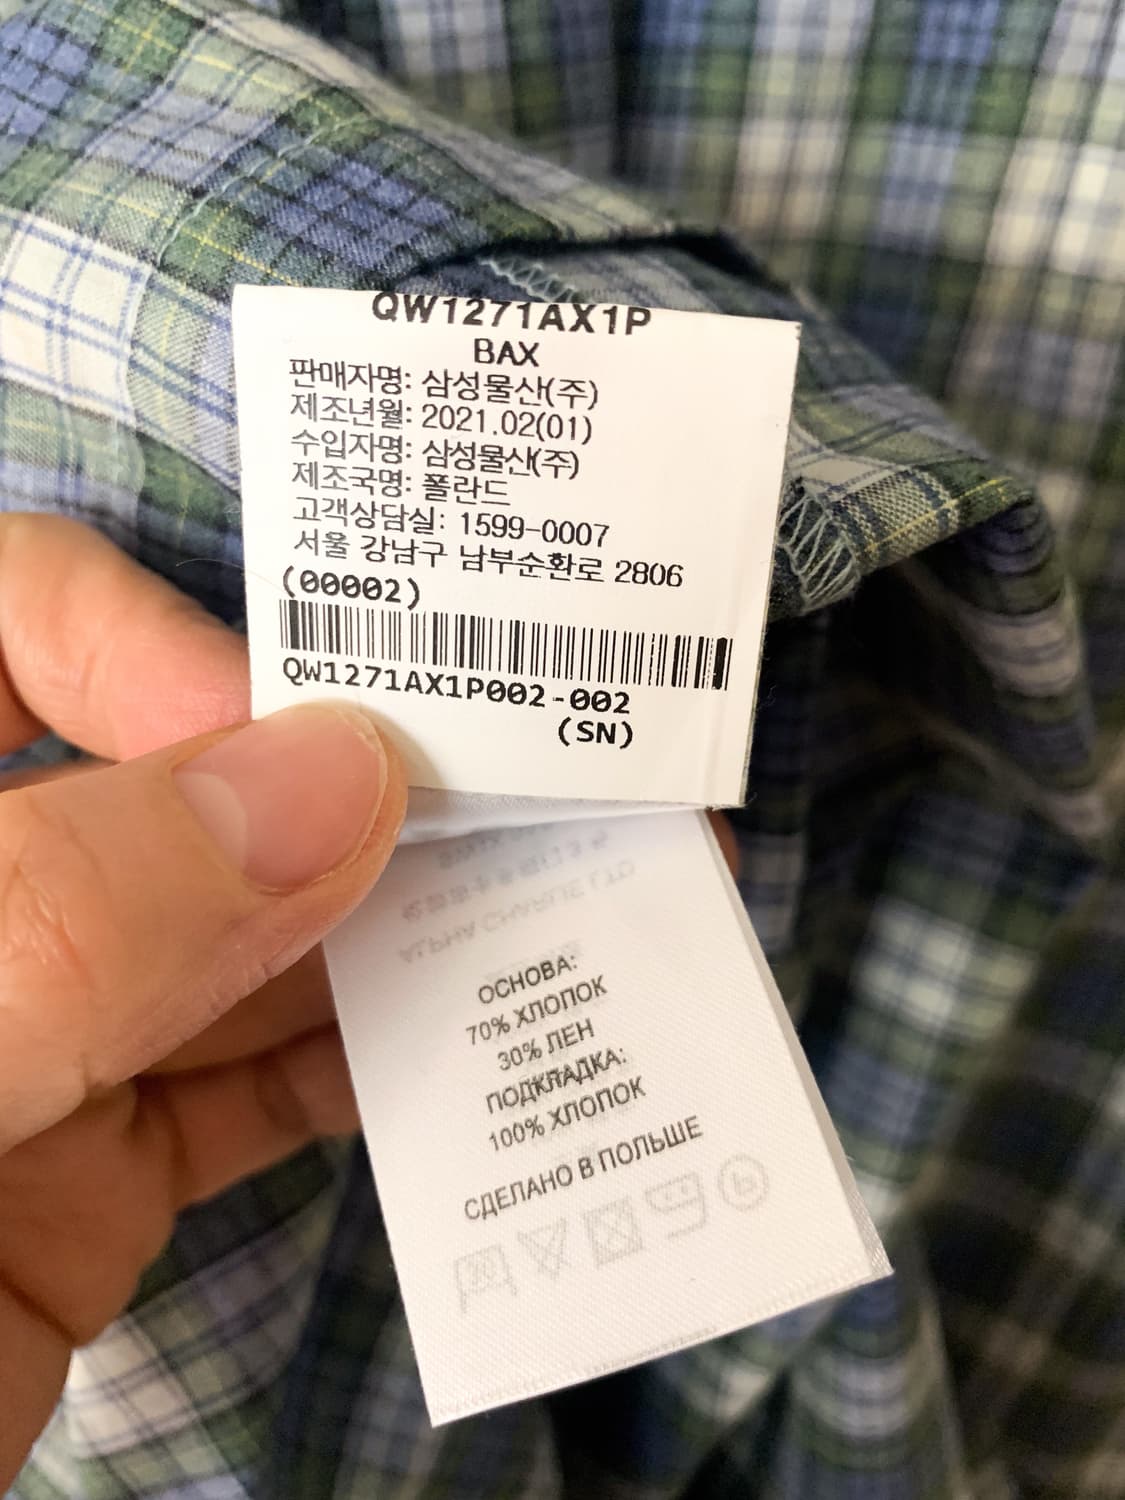 QW1271AX1P
BAX
판매자명: 삼성물산(주)
제조년월: 2021.02(01)
수입자명: 삼성물산(주)
제조국명: 폴란드
고객상담실: 1599-0007
서울 강남구 남부순환로 2806
(00002)
QW1271AX1P002-002
(SN)
ALPHA CHARLIE LTD
ОСНОВА:
70% ХЛОПОК
30% ЛЕН
ПОДКЛАДКА:
100% ХЛОПОК
СДЕЛАНО В ПОЛЬШЕ